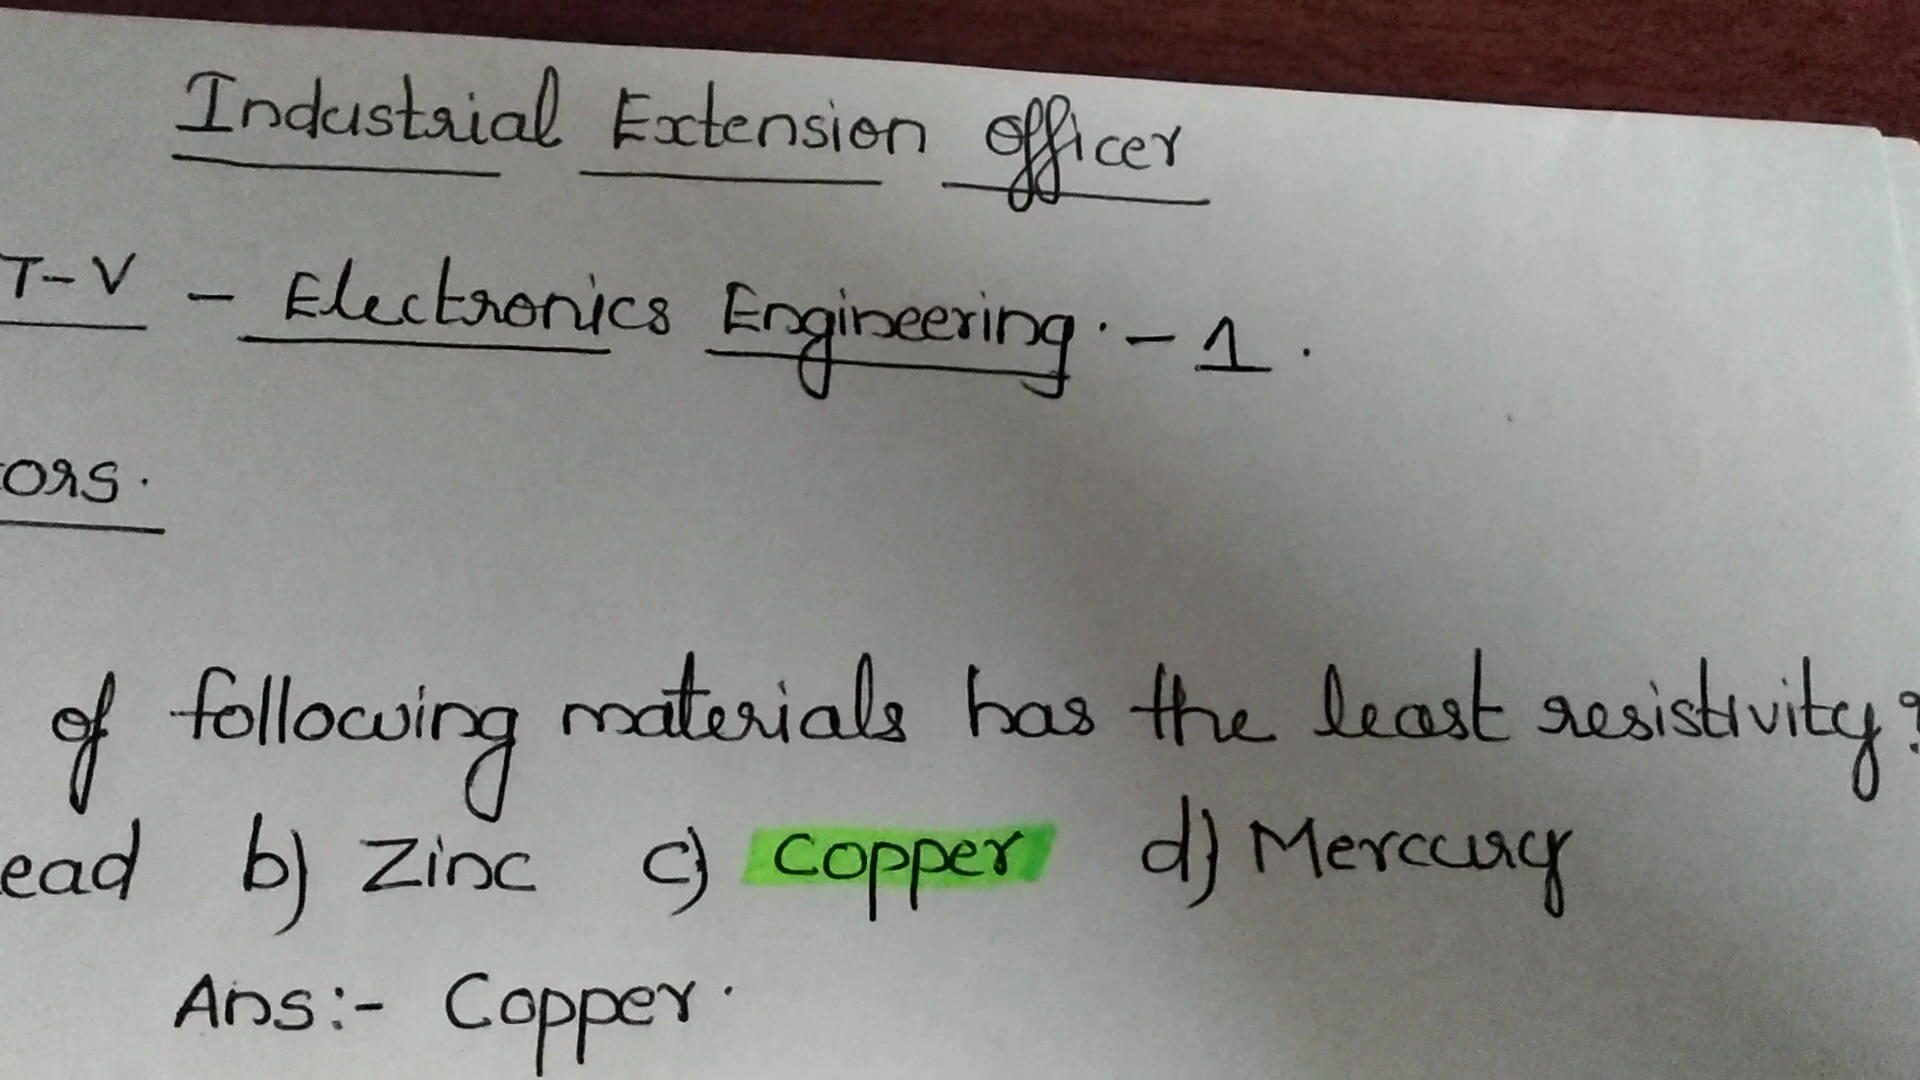 Industrial Extension Officer
T-V - Electronics Engineering. - 1.
ors.
of following materials has the least resistivity?
ead b) Zinc c) Copper d) Mercury
Ans:- Copper.